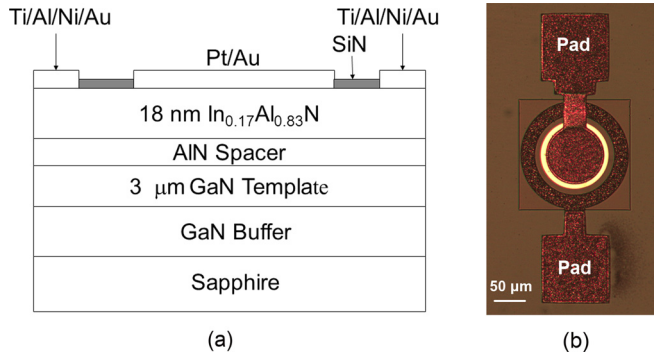 Ti/Al/Ni/Au Ti/Al/Ni/Au
SiN
Pt/Au
18 nm In0.17Al0.83N
AlN Spacer
3 μm GaN Template
GaN Buffer
Sapphire
(a)
Pad
Pad
50 μm
(b)